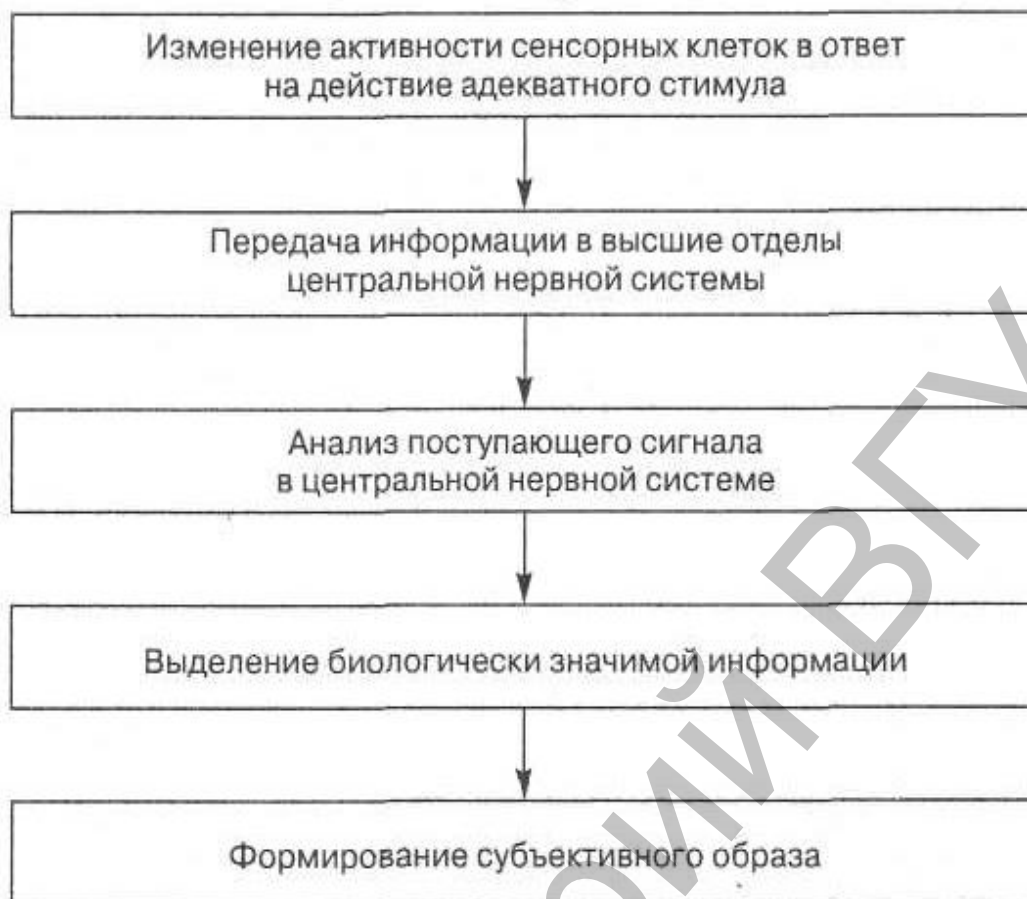 Изменение активности сенсорных клеток в ответ
на действие адекватного стимула
Передача информации в высшие отделы
центральной нервной системы
Анализ поступающего сигнала
в центральной нервной системе
Выделение биологически значимой информации
Формирование субъективного образа
ВГУ